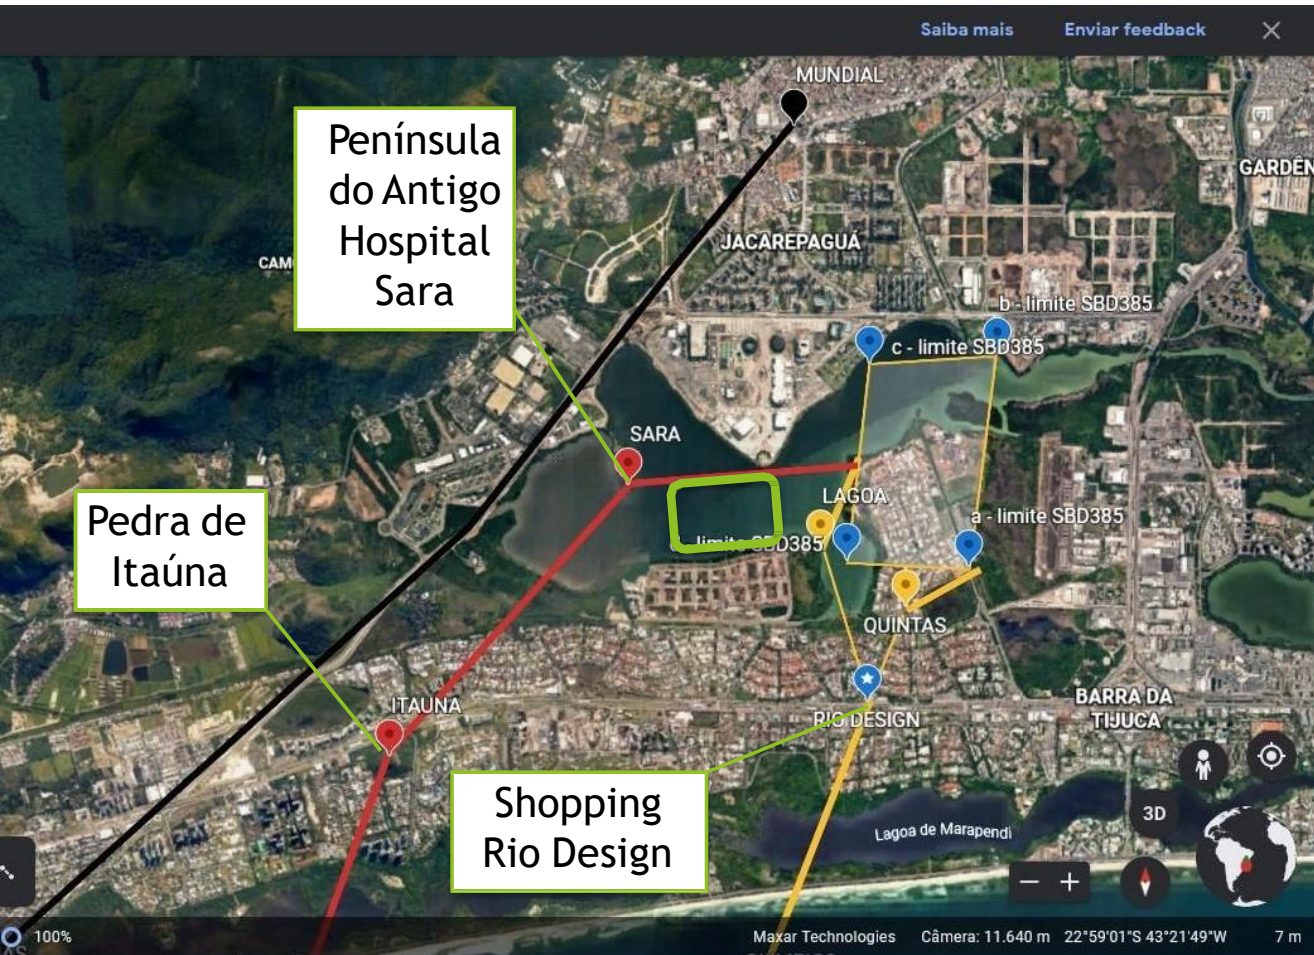 Saiba mais
Enviar feedback
MUNDIAL
Península
do Antigo
Hospital
Sara
GARDEN
JACAREPAGUÁ
CAM
b - limite SBD385
c - limite SBD385
SARA
LAGOA
Pedra de
Itaúna
a - limite SBD385
limite SBD385
QUINTAS
ITAUNA
BARRA DA
TIJUCA
RIO DESIGN
Shopping
Rio Design
3D
Lagoa de Marapendi
100%
Maxar Technologies
Câmera: 11.640 m
22°59'01"S 43°21'49"W
7 m